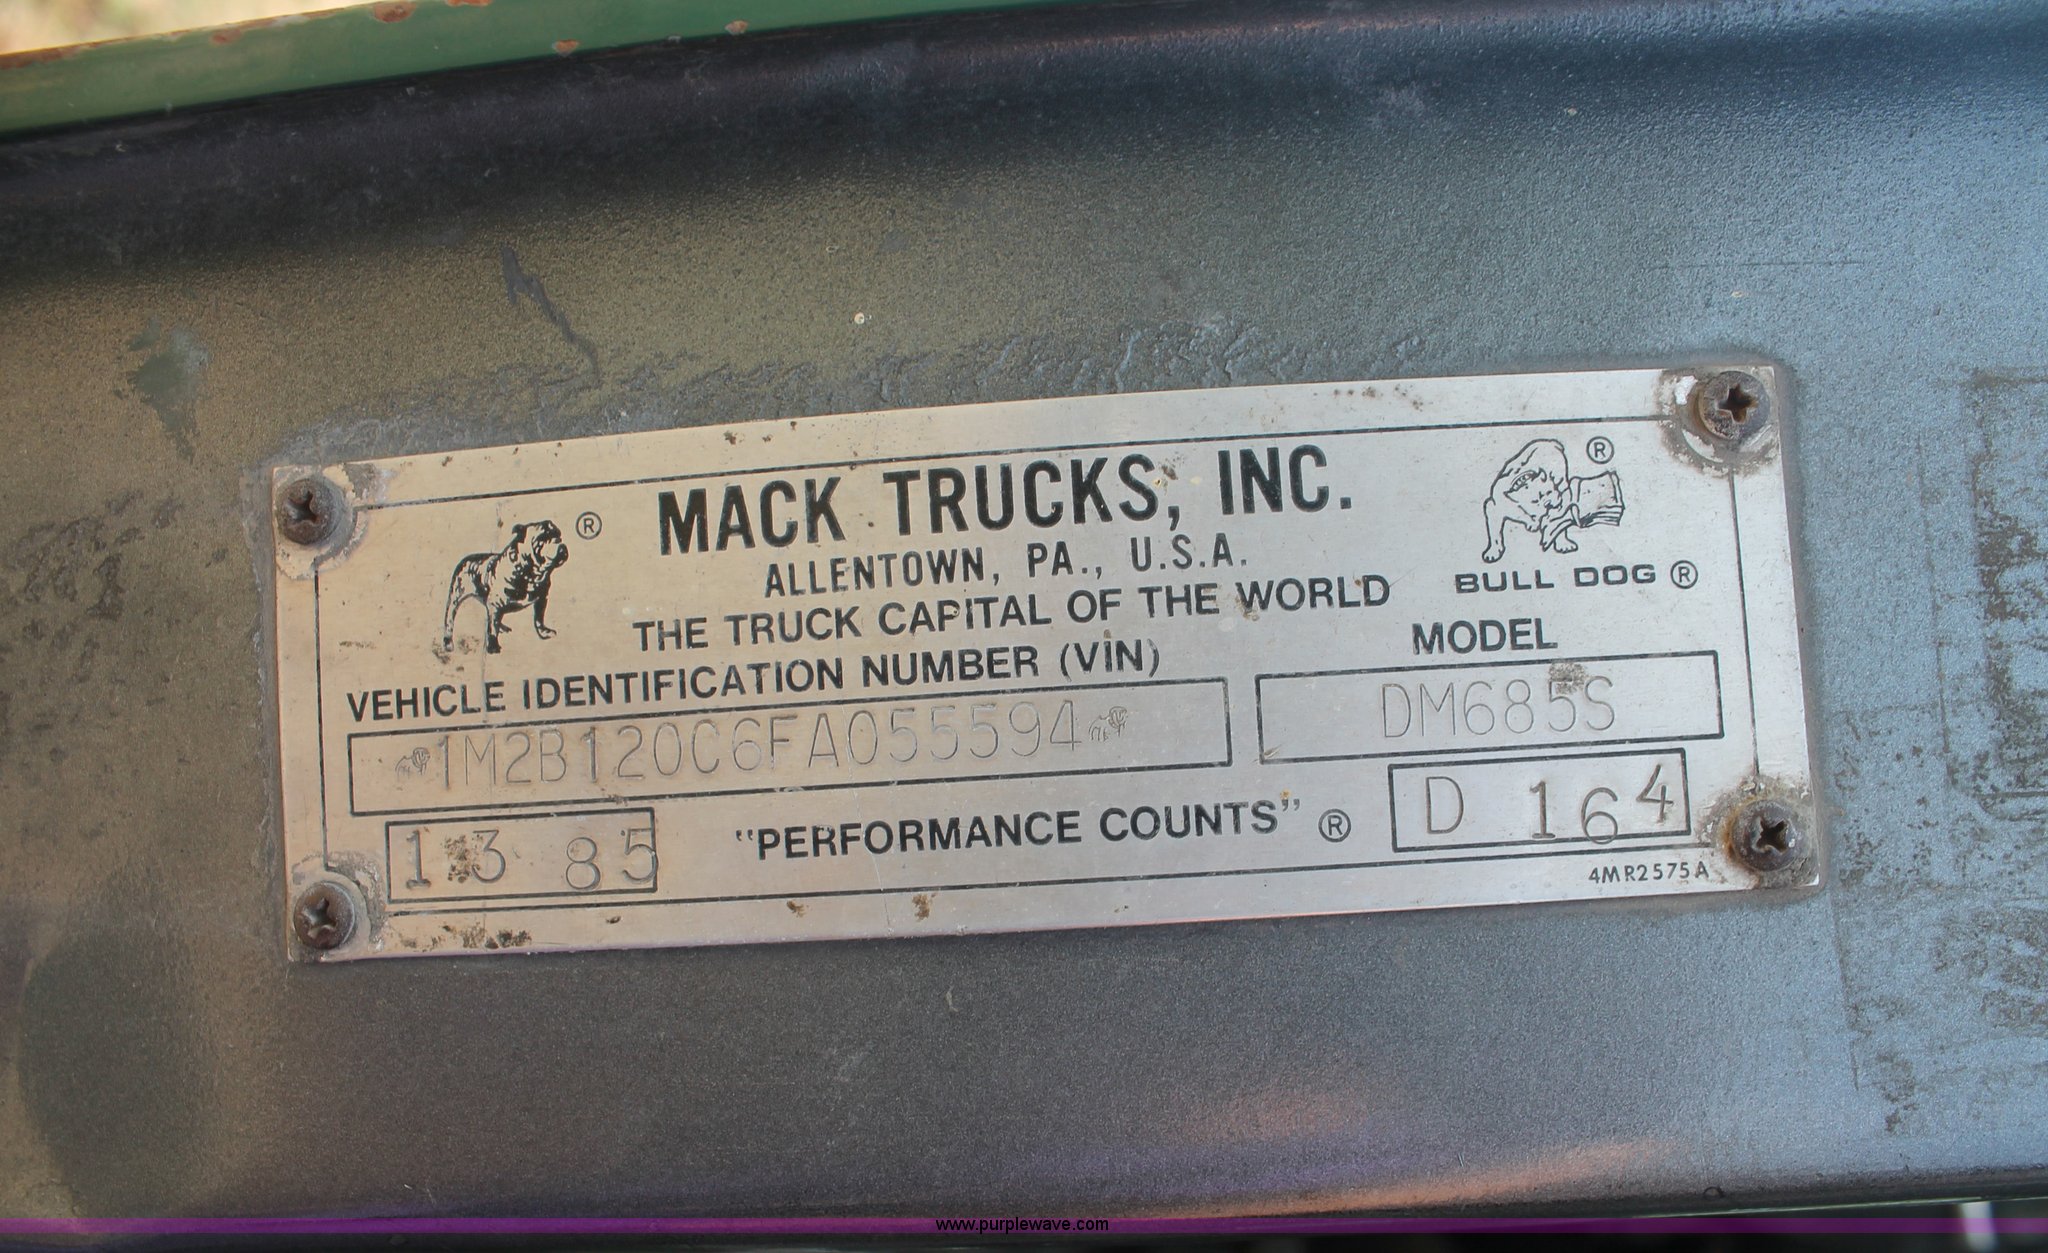 MACK TRUCKS, INC.
ALLENTOWN, PA., U.S.A.
THE TRUCK CAPITAL OF THE WORLD
® BULL DOG ®
®
VEHICLE IDENTIFICATION NUMBER (VIN)
1M2B120C6FA055594
MODEL
DM685S
1 3 85
"PERFORMANCE COUNTS" ®
D 164
4MR2575A
www.purplewave.com